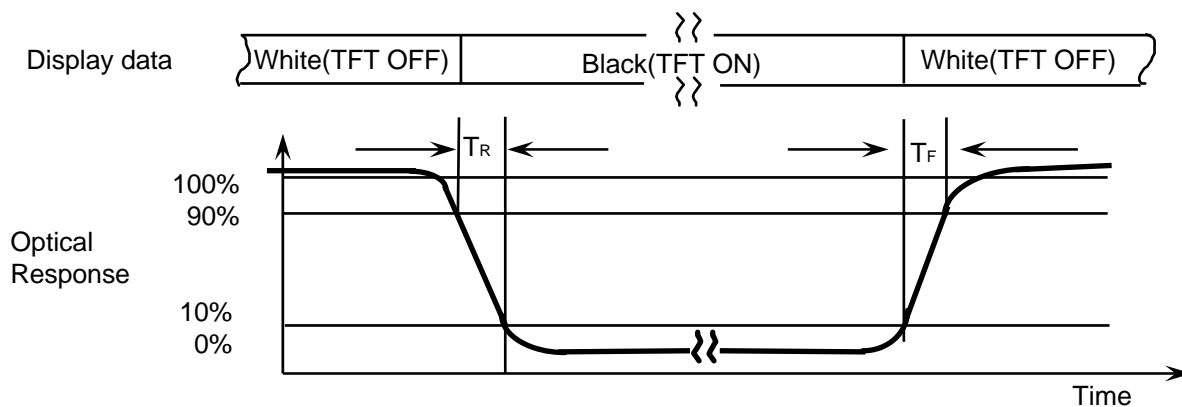 Display data
White(TFT OFF) Black(TFT ON) White(TFT OFF)
TR TF
100%
90%
Optical
Response
10%
0%
Time